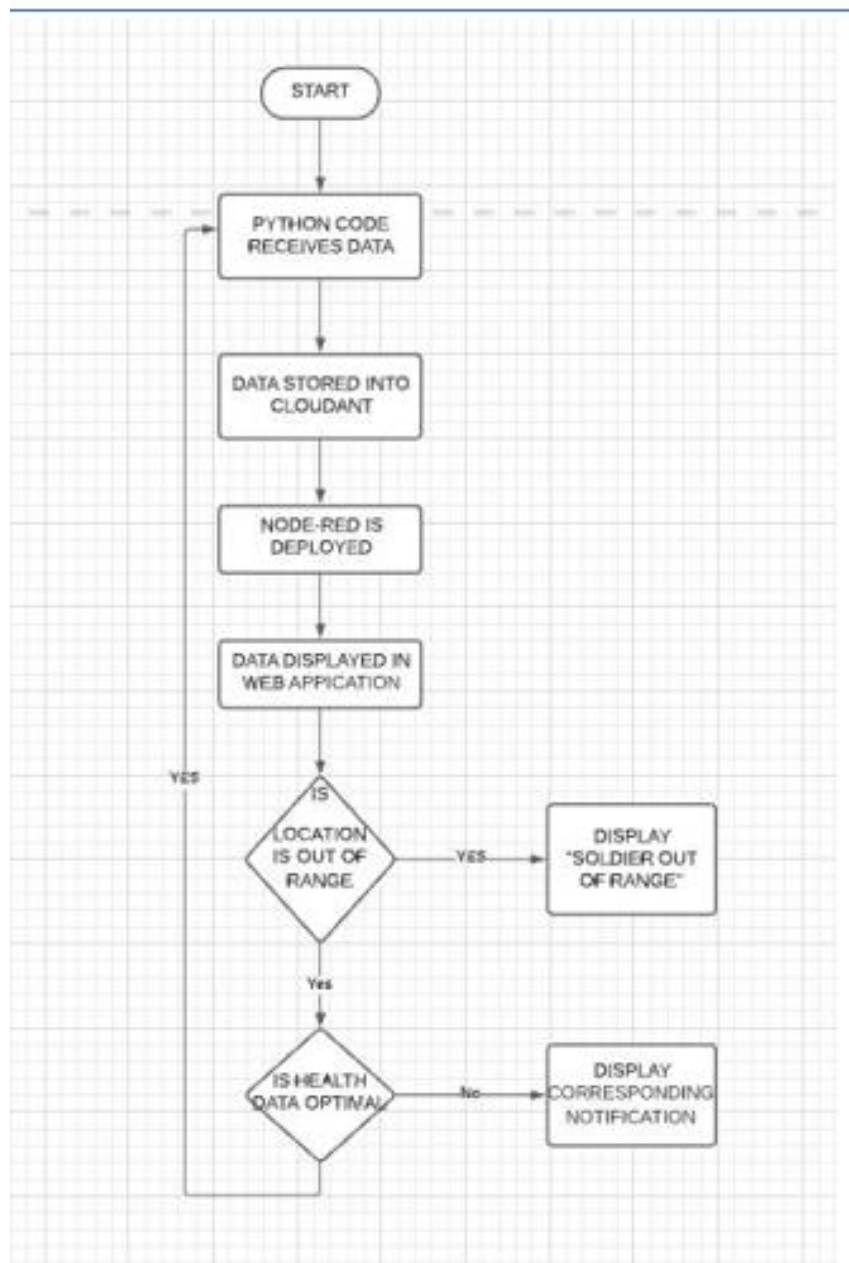 START
PYTHON CODE
RECEIVES DATA
DATA STORED INTO
CLOUDANT
NODE-RED IS
DEPLOYED
DATA DISPLAYED IN
WEB APPICATION
IS
LOCATION
IS OUT OF
RANGE
YES
DISPLAY
"SOLDIER OUT
OF RANGE"
YES
Yes
IS HEALTH
DATA OPTIMAL
No
DISPLAY
CORRESPONDING
NOTIFICATION